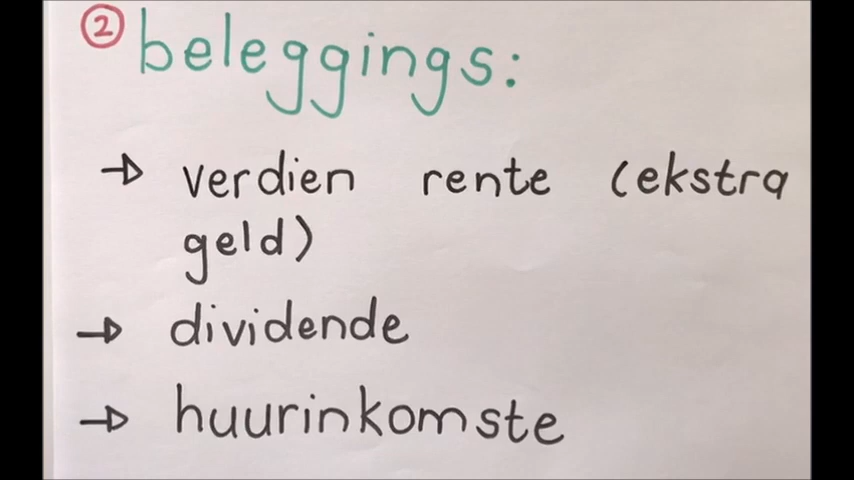 ② beleggings:
→ verdien rente (ekstra
geld)
→ dividende
→ huurinkomste